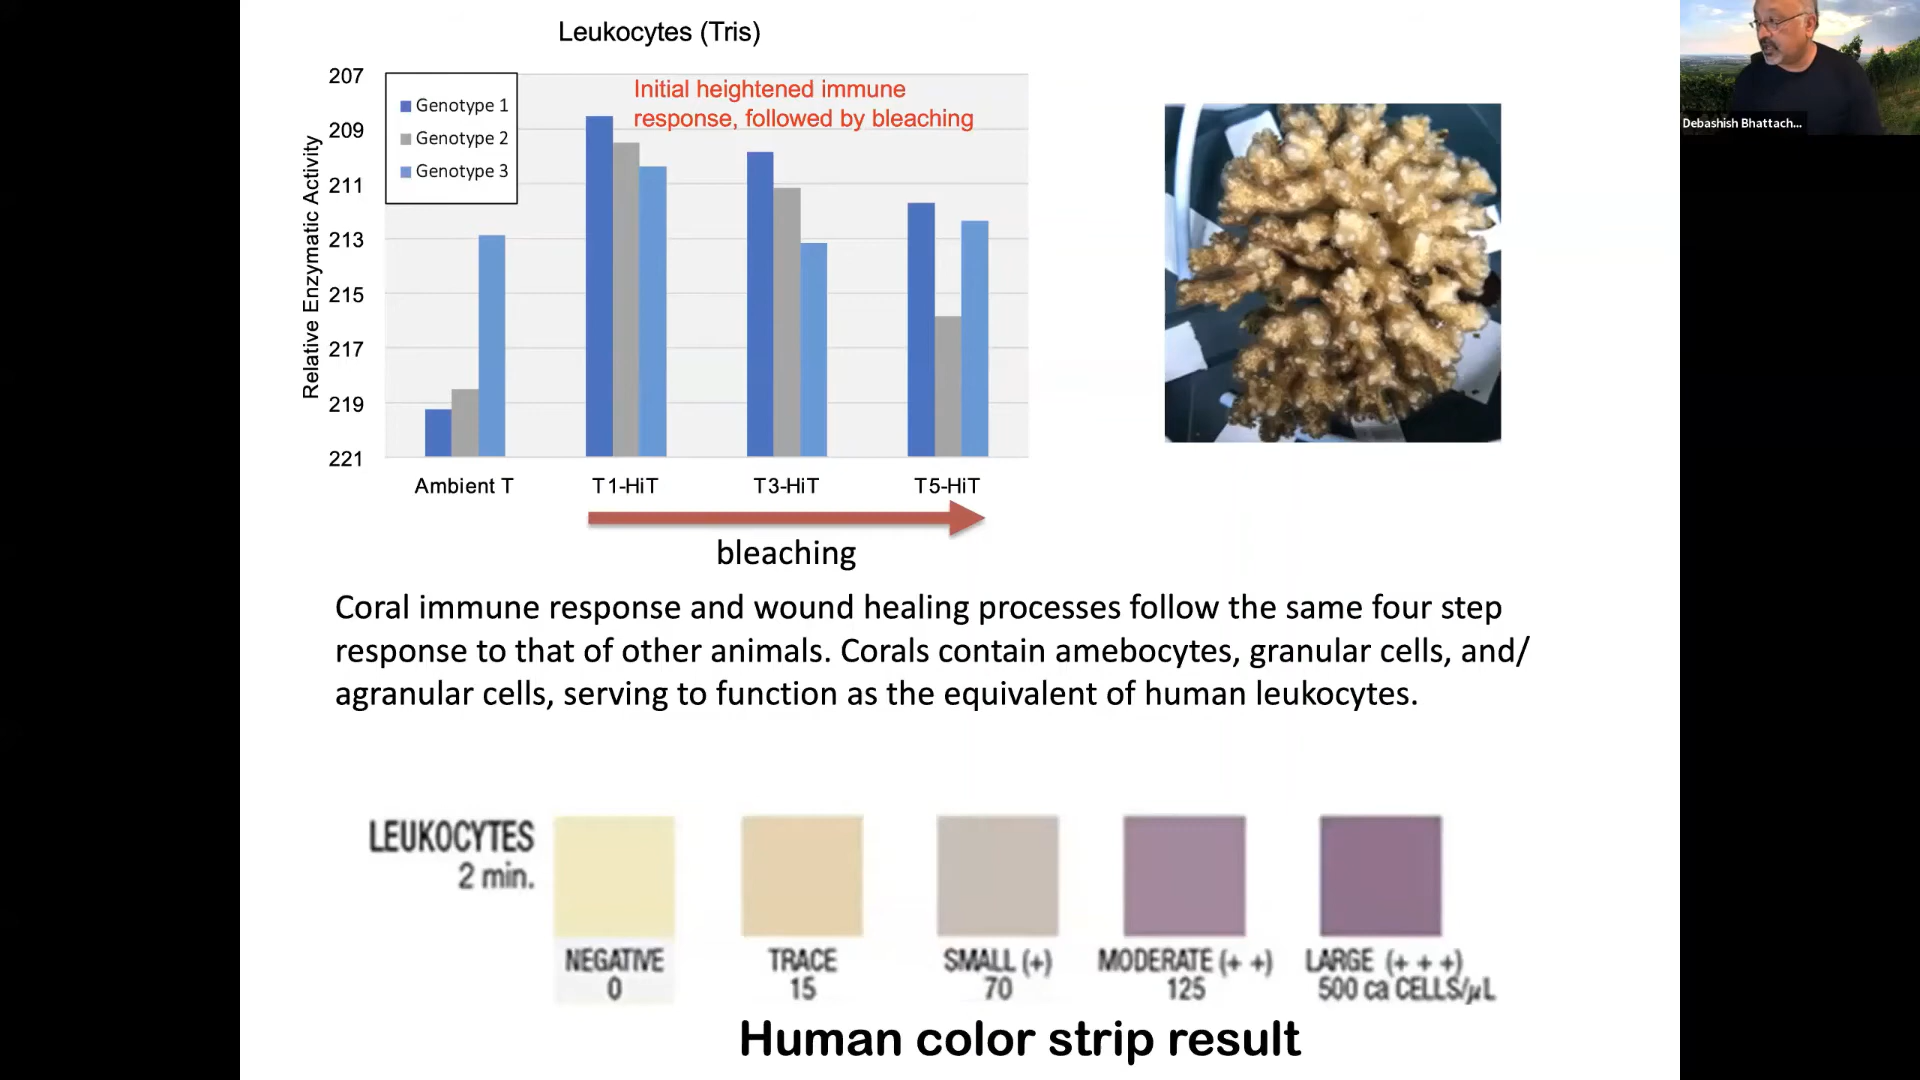 Leukocytes (Tris)
207
209
211
213
215
217
219
221
Relative Enzymatic Activity
Genotype 1
Genotype 2
Genotype 3
Initial heightened immune
response, followed by bleaching
Ambient T
T1-HiT
T3-HiT
T5-HiT
bleaching
Debashish Bhattach...
Coral immune response and wound healing processes follow the same four step
response to that of other animals. Corals contain amebocytes, granular cells, and/
agranular cells, serving to function as the equivalent of human leukocytes.
LEUKOCYTES
2 min.
NEGATIVE
0
TRACE
15
SMALL (+)
70
MODERATE (+ +)
125
LARGE (+ + +)
500 ca CELLS/µL
Human color strip result